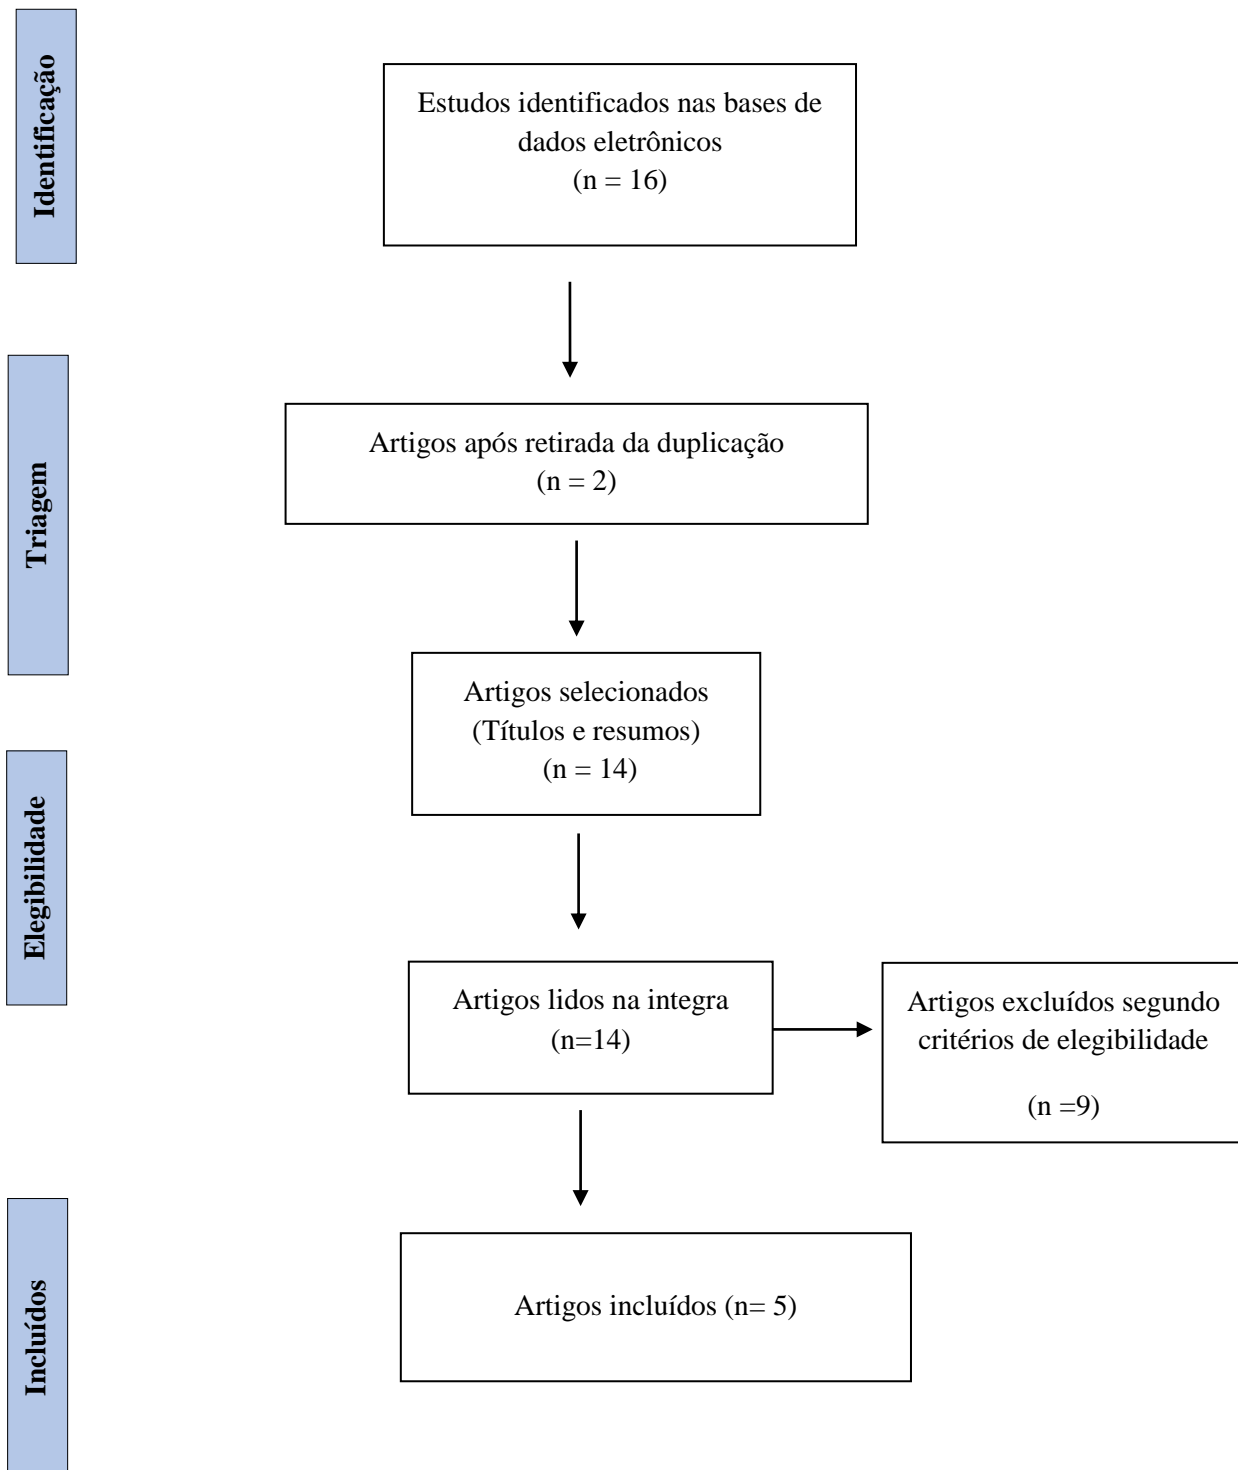 Identificação
Estudos identificados nas bases de
dados eletrônicos
(n = 16)
Triagem
Artigos após retirada da duplicação
(n = 2)
Artigos selecionados
(Títulos e resumos)
(n = 14)
Elegibilidade
Artigos lidos na integra
(n=14)
Artigos excluídos segundo
critérios de elegibilidade
(n =9)
Incluídos
Artigos incluídos (n= 5)